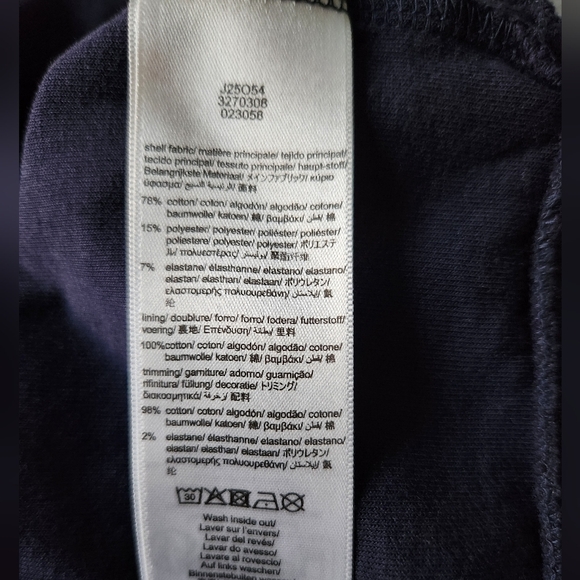 J25O54
3270308
023058
shell fabric/ matière principale/ tejido principal/
tecido principal/ tessuto principale/ haupt-stoff/
Belangrijkste Materiaal/ メインファブリック/ κύριο
ύφασμα/ 面料
78% cotton/ coton/ algodón/ algodão/ cotone/
baumwolle/ katoen/ 綿/ βαμβάκι/ قطن/ 棉
15% polyester/ polyester/ poliéster/ poliéster/
poliestere/ polyester/ polyester/ ポリエステ
ル/ πολυεστέρας/ بوليستر/ 聚酯纤维
7% elastane/ élasthanne/ elastano/ elastano/
elastan/ elasthan/ elastaan/ ポリウレタン/
ελαστομερής πολυουρεθάνη/ إيلاستان/ 氨
纶
lining/ doublure/ forro/ forro/ fodera/ futterstoff/
voering/ 裏地/ Επένδυση/ بطانة/ 里料
100%cotton/ coton/ algodón/ algodão/ cotone/
baumwolle/ katoen/ 綿/ βαμβάκι/ قطن/ 棉
trimming/ garniture/ adorno/ guarnição/
rifinitura/ füllung/ decoratie/ トリミング/
διακοσμητικά/ زخرفة/ 配料
98% cotton/ coton/ algodón/ algodão/ cotone/
baumwolle/ katoen/ 綿/ βαμβάκι/ قطن/ 棉
2% elastane/ élasthanne/ elastano/ elastano/
elastan/ elasthan/ elastaan/ ポリウレタン/
ελαστομερής πολυουρεθάνη/ إيلاستان/ 氨
纶
30
Wash inside out/
Laver sur l'envers/
Lavar del revés/
Lavar do avesso/
Lavare al rovescio/
Auf links waschen/
Binnenstebuiten